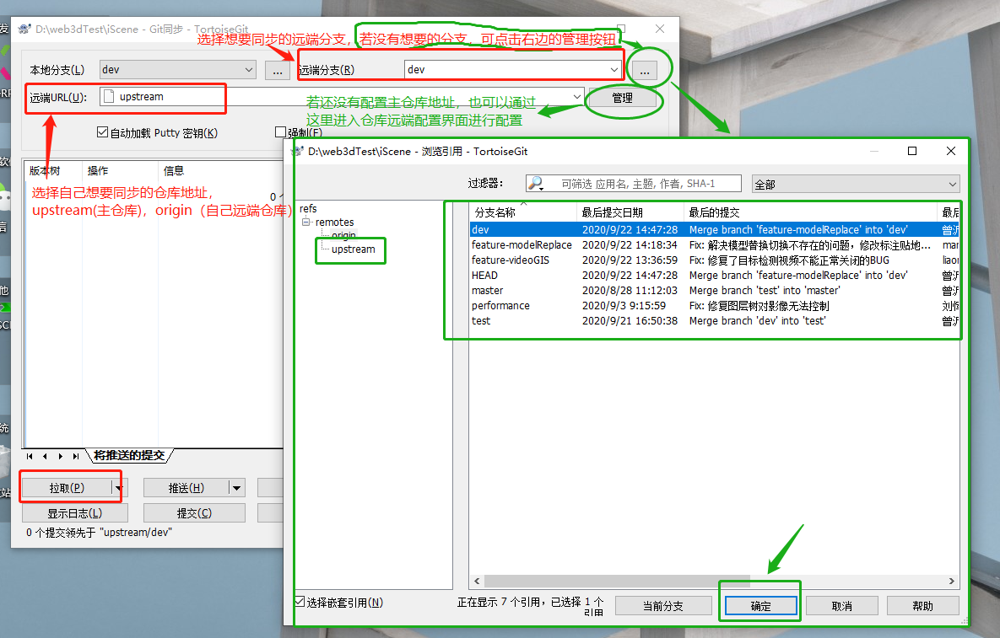 D:\web3dTest\iScene - Git同步 - TortoiseGit
选择想要同步的远端分支，若没有想要的分支，可点击右边的管理按钮
本地分支(L)
dev
...
远端分支(R)
dev
...
远端URL(U):
upstream
管理
若还没有配置主仓库地址，也可以通过
这里进入仓库远端配置界面进行配置
自动加载 Putty 密钥(K)
强制(F)
版本树
操作
信息
选择自己想要同步的仓库地址，
upstream(主仓库)，origin（自己远端仓库）
0 个
将推送的提交
拉取(P)
推送(H)
显示日志(L)
提交(C)
0 个提交领先于 "upstream/dev"
D:\web3dTest\iScene - 浏览引用 - TortoiseGit
过滤器：
可筛选 应用名, 主题, 作者, SHA-1
全部
refs
remotes
origin
upstream
分支名称 最后提交日期 最后的提交 最后
dev 2020/9/22 14:47:28 Merge branch 'feature-modelReplace' into 'dev'
feature-modelReplace 2020/9/22 14:18:34 Fix: 解决模型替换切换不存在的问题，修改标注贴地... mar
feature-videoGIS 2020/9/22 13:36:59 Fix: 修复了目标检测视频不能正常关闭的BUG liaor
HEAD 2020/9/22 14:47:28 Merge branch 'feature-modelReplace' into 'dev'
master 2020/8/28 11:12:03 Merge branch 'test' into 'master'
performance 2020/9/3 9:15:59 Fix: 修复图层树对影像无法控制
test 2020/9/21 16:50:38 Merge branch 'dev' into 'test'
选择嵌套引用(N)
正在显示 7 个引用，已选择 1 个
引用
当前分支
确定
取消
帮助